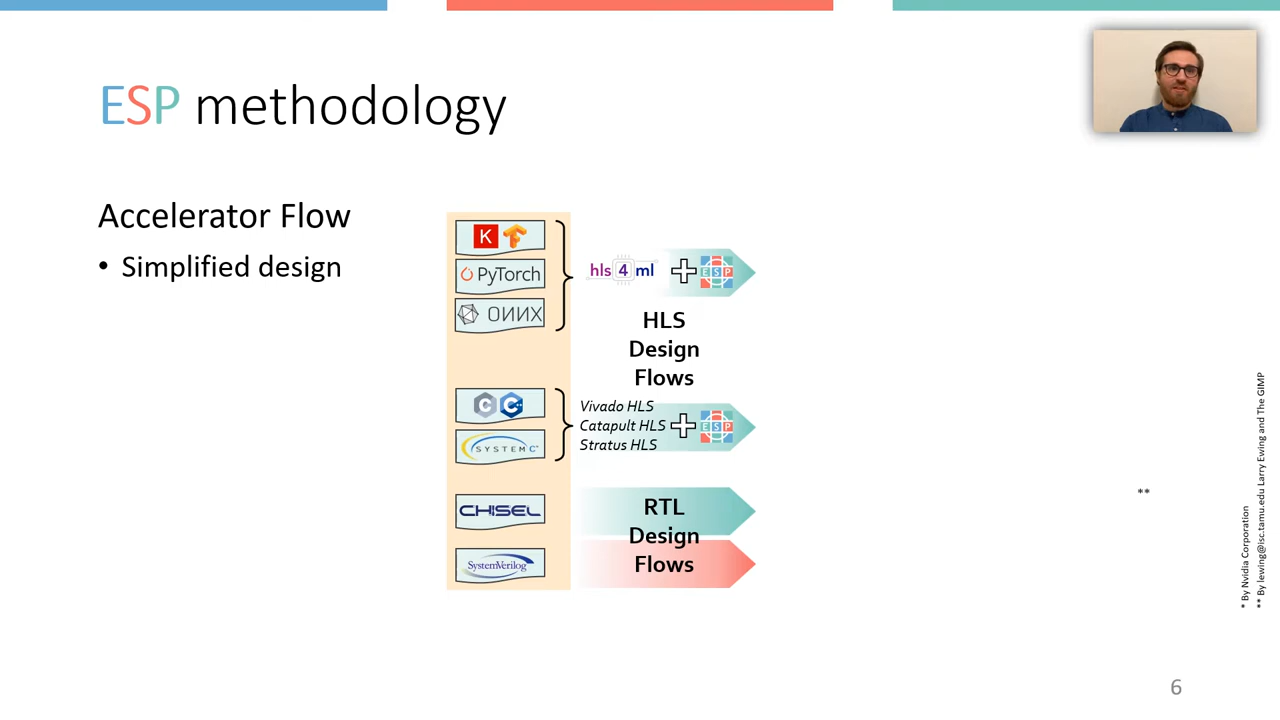 ESP methodology
Accelerator Flow
• Simplified design
K
PyTorch
ONNX
hls 4 ml
ESP
HLS
Design
Flows
C
C++
SYSTEMC
Vivado HLS
Catapult HLS
Stratus HLS
ESP
CHISEL
SystemVerilog
RTL
Design
Flows
**
* By Nvidia Corporation
** By lewing@isc.tamu.edu Larry Ewing and The GIMP
6